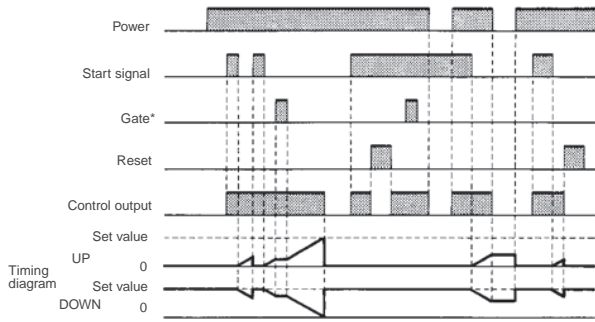 Power
Start signal
Gate*
Reset
Control output
Set value
UP
0
Timing
diagram
Set value
DOWN
0